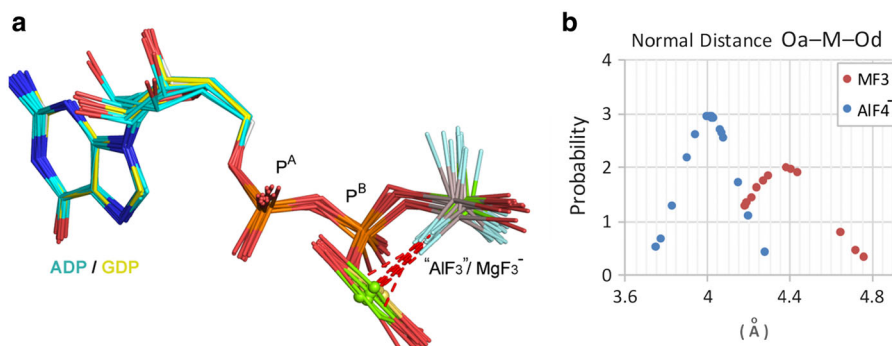 a
P^A
P^B
ADP / GDP
"AlF₃"/ MgF₃⁻
b
Normal Distance Oa–M–Od
4
3
2
1
0
Probability
MF3
AlF4⁻
3.6 4 4.4 4.8
(Å)